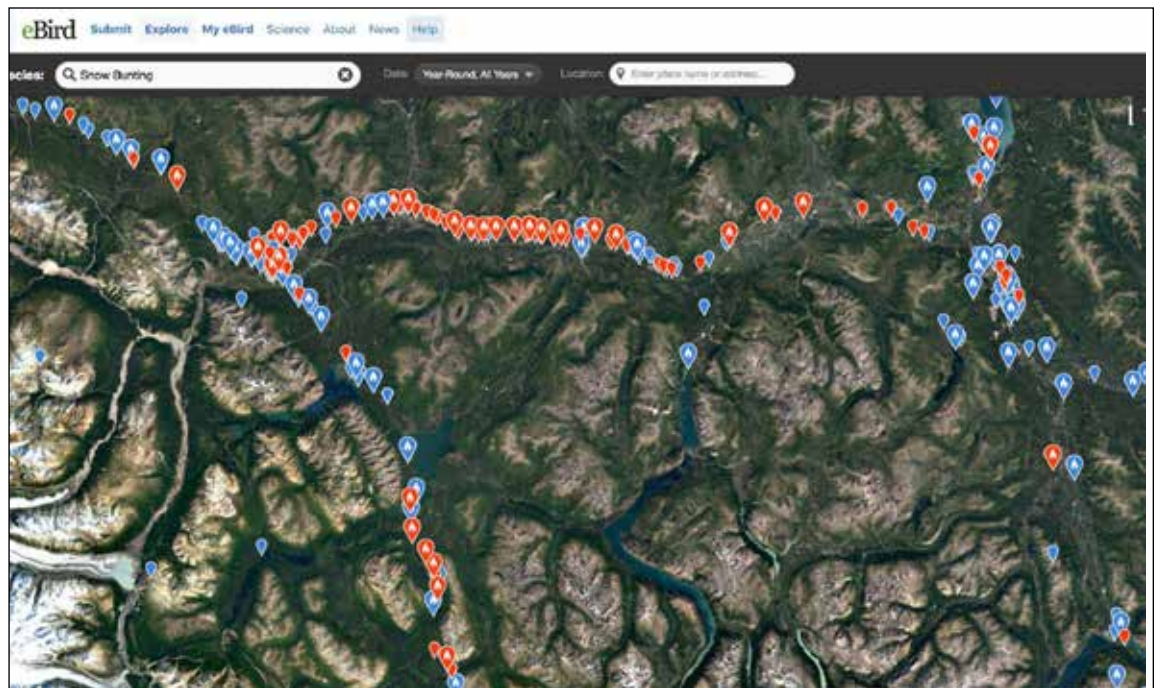 eBird Submit Explore My eBird Science About News Help
ecies: Snow Bunting Date: Year-Round, All Years Location: Enter place name or address...